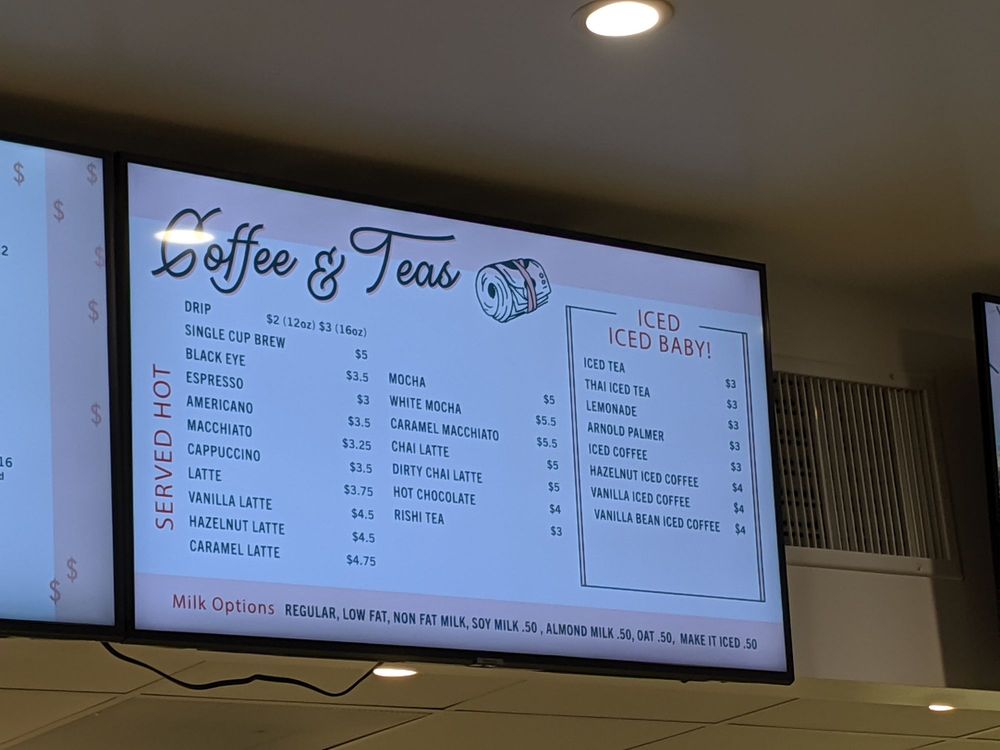 Coffee & Teas
SERVED HOT
DRIP $2 (12oz) $3 (16oz)
SINGLE CUP BREW $5
BLACK EYE $3.5
ESPRESSO $3
AMERICANO $3.5
MACCHIATO $3.25
CAPPUCCINO $3.5
LATTE $3.75
VANILLA LATTE $4.5
HAZELNUT LATTE $4.5
CARAMEL LATTE $4.75
MOCHA $5
WHITE MOCHA $5.5
CARAMEL MACCHIATO $5.5
CHAI LATTE $5
DIRTY CHAI LATTE $5
HOT CHOCOLATE $4
RISHI TEA $3
ICED
ICED BABY!
ICED TEA $3
THAI ICED TEA $3
LEMONADE $3
ARNOLD PALMER $3
ICED COFFEE $3
HAZELNUT ICED COFFEE $4
VANILLA ICED COFFEE $4
VANILLA BEAN ICED COFFEE $4
Milk Options REGULAR, LOW FAT, NON FAT MILK, SOY MILK .50 , ALMOND MILK .50, OAT .50, MAKE IT ICED .50